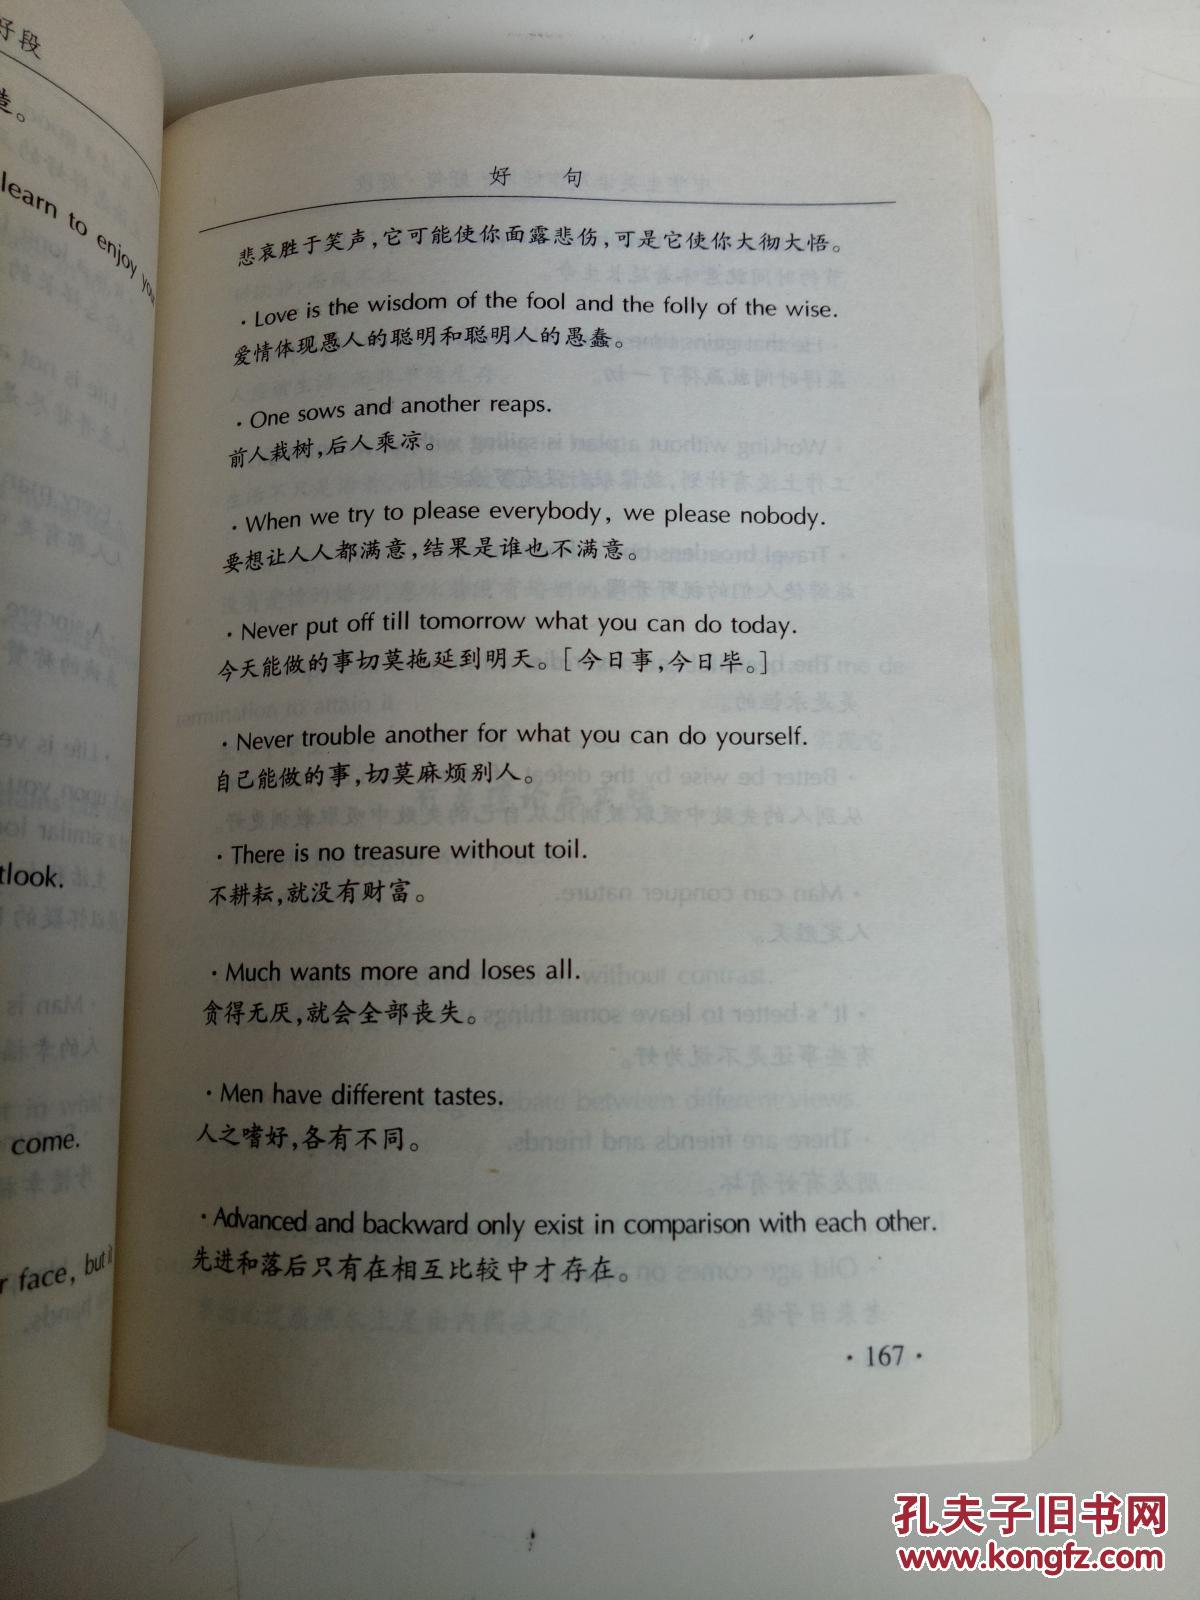 好段
造。
learn to enjoy your
tlook.
come.
r face, but it
好 句
悲哀胜于笑声,它可能使你面露悲伤,可是它使你大彻大悟。
·Love is the wisdom of the fool and the folly of the wise.
爱情体现愚人的聪明和聪明人的愚蠢。
·One sows and another reaps.
前人栽树,后人乘凉。
·When we try to please everybody, we please nobody.
要想让人人都满意,结果是谁也不满意。
·Never put off till tomorrow what you can do today.
今天能做的事切莫拖延到明天。[今日事,今日毕。]
·Never trouble another for what you can do yourself.
自己能做的事,切莫麻烦别人。
·There is no treasure without toil.
不耕耘,就没有财富。
·Much wants more and loses all.
贪得无厌,就会全部丧失。
·Men have different tastes.
人之嗜好,各有不同。
·Advanced and backward only exist in comparison with each other.
先进和落后只有在相互比较中才存在。
·167·
孔夫子旧书网
www.kongfz.com